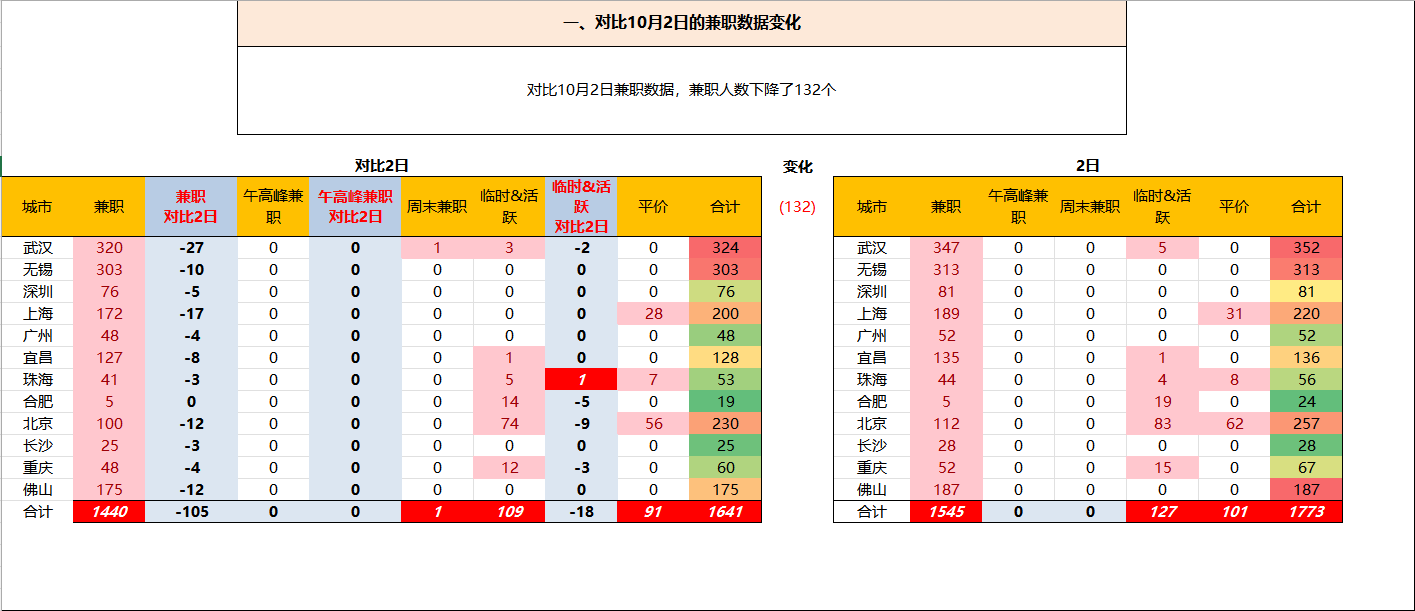 一、对比10月2日的兼职数据变化
对比10月2日兼职数据，兼职人数下降了132个
对比2日 变化 2日
城市 兼职 兼职 对比2日 午高峰兼职 午高峰兼职 对比2日 周末兼职 临时&活跃 临时&活跃 对比2日 平价 合计 (132) 城市 兼职 午高峰兼职 周末兼职 临时&活跃 平价 合计
武汉 320 -27 0 0 1 3 -2 0 324 武汉 347 0 0 5 0 352
无锡 303 -10 0 0 0 0 0 0 303 无锡 313 0 0 0 0 313
深圳 76 -5 0 0 0 0 0 0 76 深圳 81 0 0 0 0 81
上海 172 -17 0 0 0 0 0 28 200 上海 189 0 0 0 31 220
广州 48 -4 0 0 0 0 0 0 48 广州 52 0 0 0 0 52
宜昌 127 -8 0 0 0 1 0 0 128 宜昌 135 0 0 1 0 136
珠海 41 -3 0 0 0 5 1 7 53 珠海 44 0 0 4 8 56
合肥 5 0 0 0 0 14 -5 0 19 合肥 5 0 0 19 0 24
北京 100 -12 0 0 0 74 -9 56 230 北京 112 0 0 83 62 257
长沙 25 -3 0 0 0 0 0 0 25 长沙 28 0 0 0 0 28
重庆 48 -4 0 0 0 12 -3 0 60 重庆 52 0 0 15 0 67
佛山 175 -12 0 0 0 0 0 0 175 佛山 187 0 0 0 0 187
合计 1440 -105 0 0 1 109 -18 91 1641 合计 1545 0 0 127 101 1773